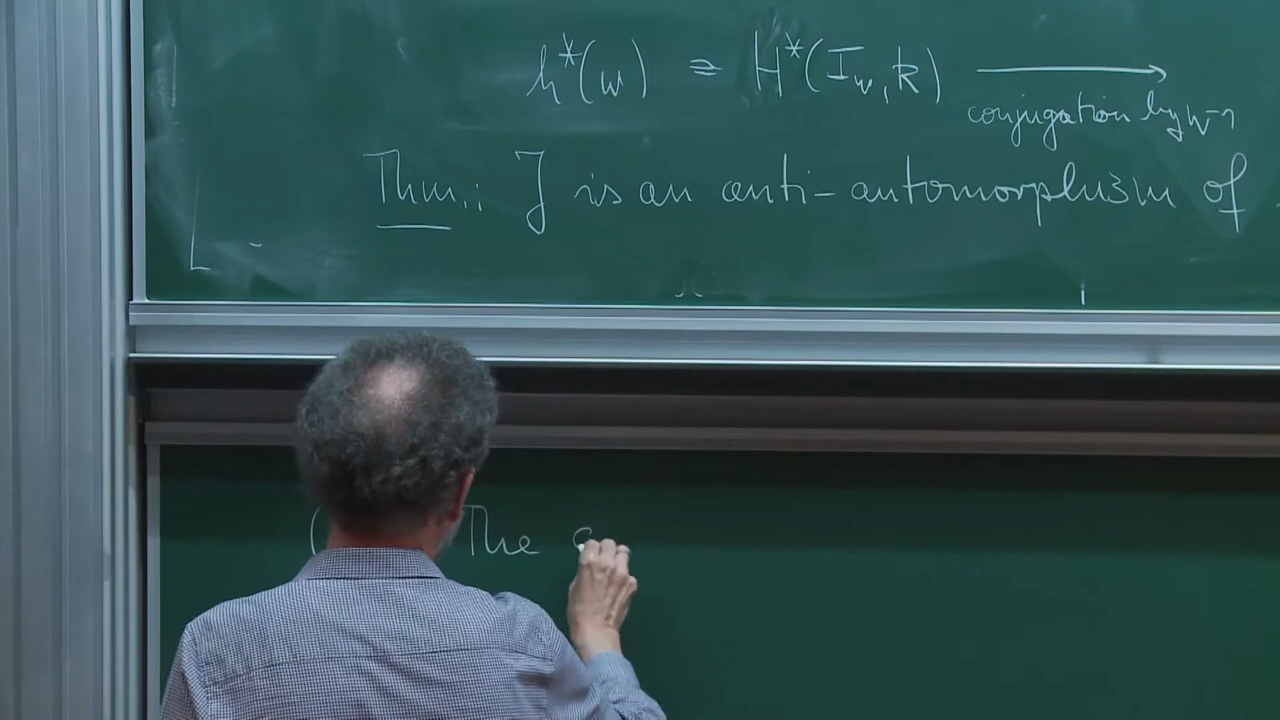 h*(w) = H*(I_w, k) ⟶
conjugation by w⁻¹
Thm.: J is an anti-automorphism of
( The